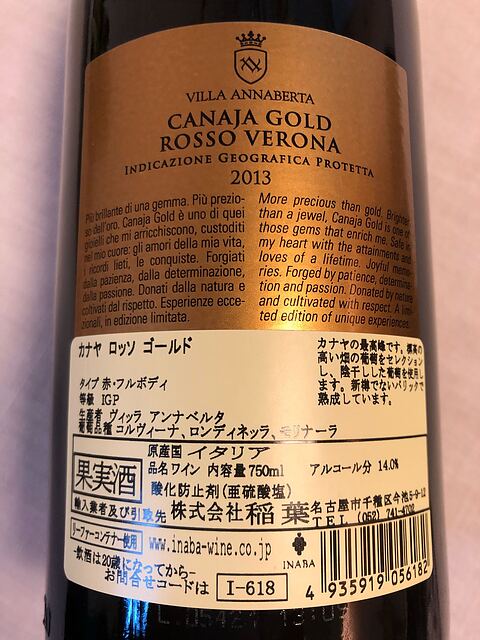 VILLA ANNABERTA
CANAJA GOLD
ROSSO VERONA
INDICAZIONE GEOGRAFICA PROTETTA
2013
Più brillante di una gemma. Più prezio-
so dell'oro. Canaja Gold è uno di quei
gioielli che mi arricchiscono, custoditi
nel mio cuore: gli amori della mia vita,
i ricordi lieti, le conquiste. Forgiati
dalla pazienza, dalla determinazione,
dalla passione. Donati dalla natura e
coltivati dal rispetto. Esperienze ecce-
zionali, in edizione limitata.
More precious than gold. Brighter
than a jewel, Canaja Gold is one of
those gems that enrich me. Safe in
my heart with the attainments and
loves of a lifetime. Joyful memo-
ries. Forged by patience, determina-
tion and passion. Donated by nature
and cultivated with respect. A limi-
ted edition of unique experiences.
カナヤ ロッソ ゴールド
タイプ 赤・フルボディ
等級 IGP
生産者 ヴィッラ アンナベルタ
葡萄品種 コルヴィーナ、ロンディネッラ、モリナーラ
カナヤの最高峰です。標高の
高い畑の葡萄をセレクション
し、陰干しした葡萄を使用し
ます。新樽でないバリックで
熟成しています。
果実酒
原産国 イタリア
品名 ワイン 内容量 750ml アルコール分 14.0%
酸化防止剤(亜硫酸塩)
輸入業者及び引取先 株式会社 稲葉
名古屋市千種区今池5-9-12
TEL (052) 741-4702
リーファーコンテナー使用
www.inaba-wine.co.jp
INABA
飲酒は20歳になってから
お問合せコードは
I-618
4 935919 056182